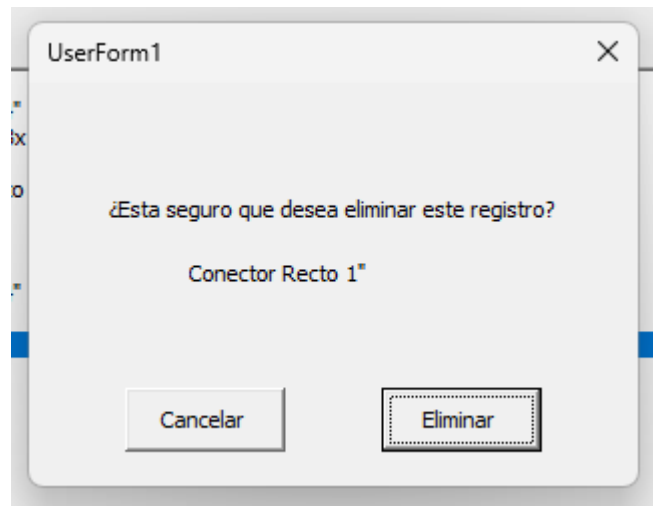 UserForm1
¿Esta seguro que desea eliminar este registro?
Conector Recto 1"
Cancelar
Eliminar